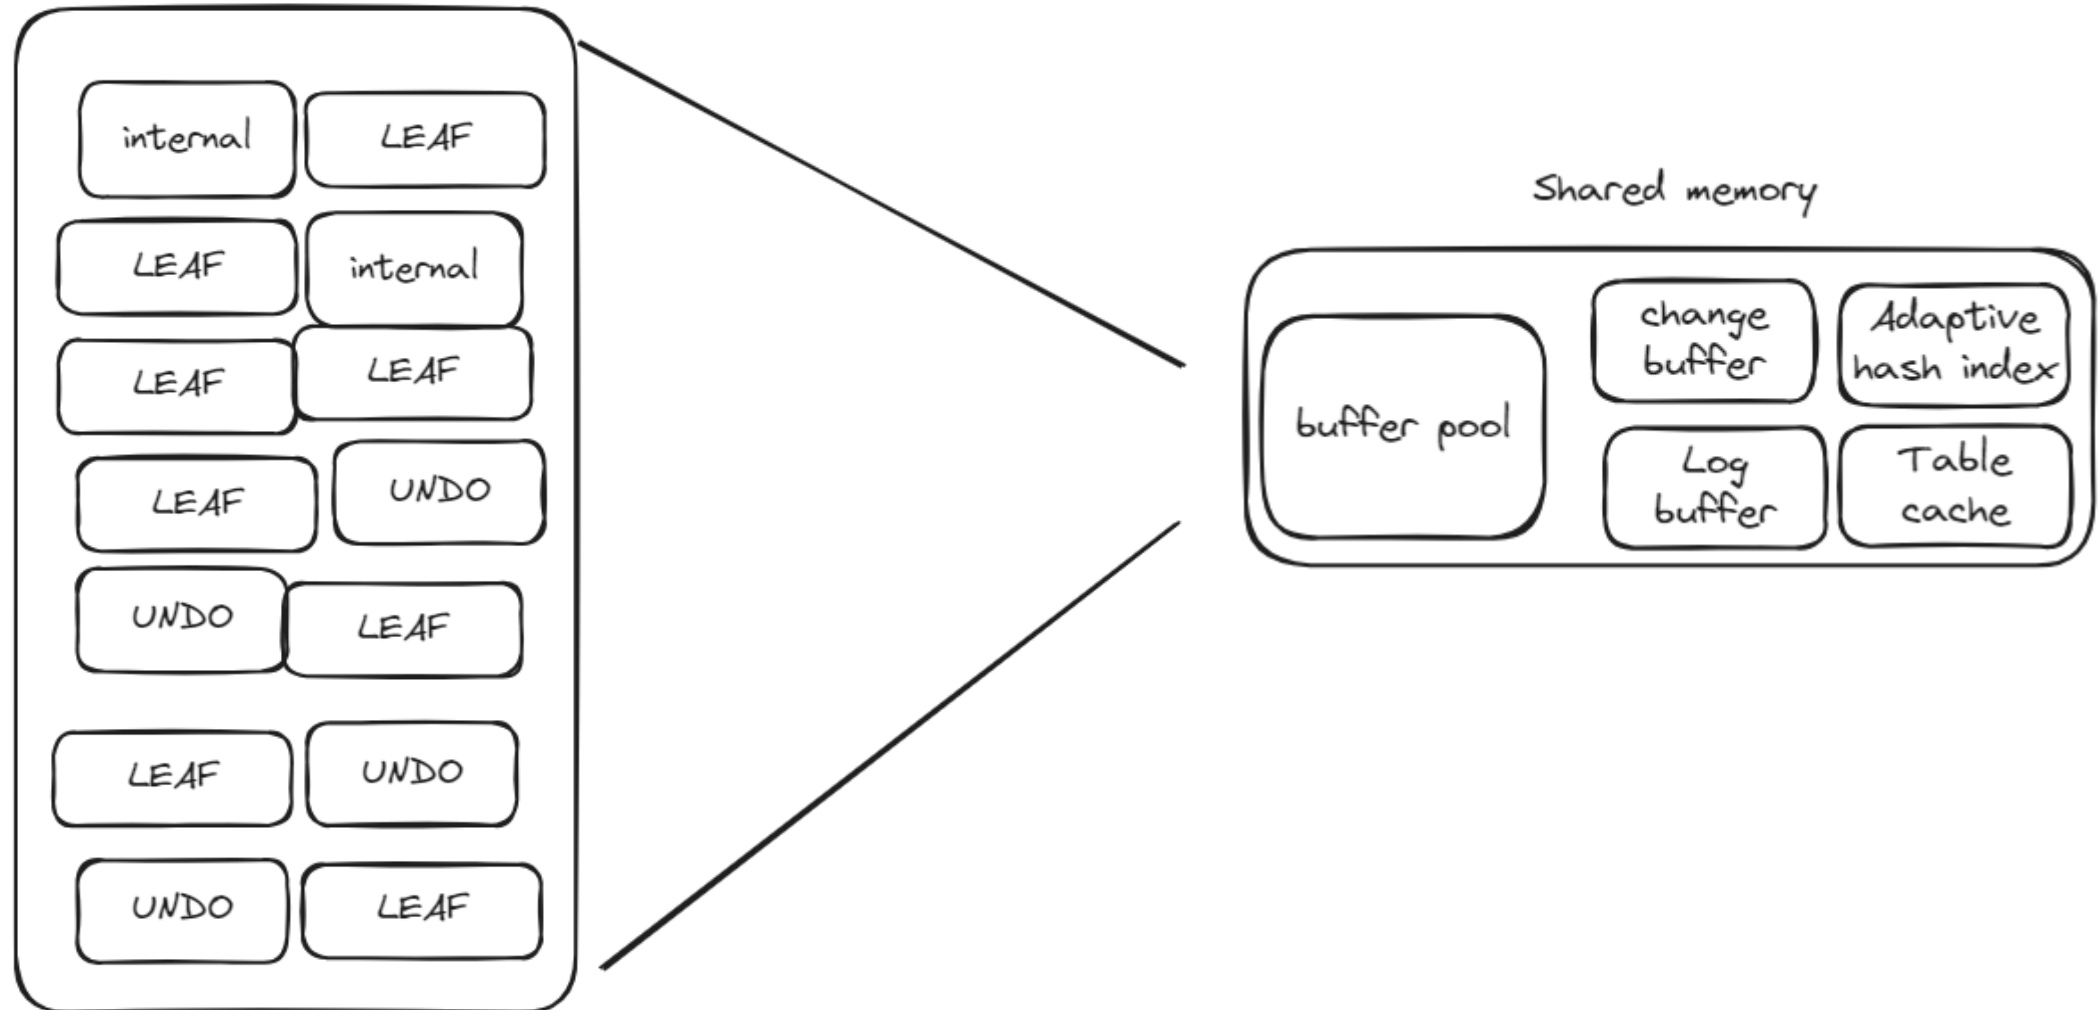 internal
LEAF
LEAF
internal
LEAF
LEAF
LEAF
UNDO
UNDO
LEAF
LEAF
UNDO
UNDO
LEAF
Shared memory
buffer pool
change
buffer
Adaptive
hash index
Log
buffer
Table
cache